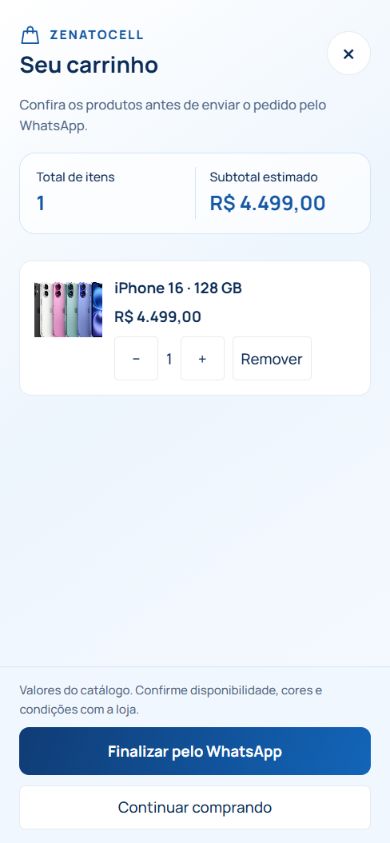 ZENATOCELL
Seu carrinho
×
Confira os produtos antes de enviar o pedido pelo
WhatsApp.
Total de itens
1
Subtotal estimado
R$ 4.499,00
iPhone 16 · 128 GB
R$ 4.499,00
− 1 + Remover
Valores do catálogo. Confirme disponibilidade, cores e
condições com a loja.
Finalizar pelo WhatsApp
Continuar comprando